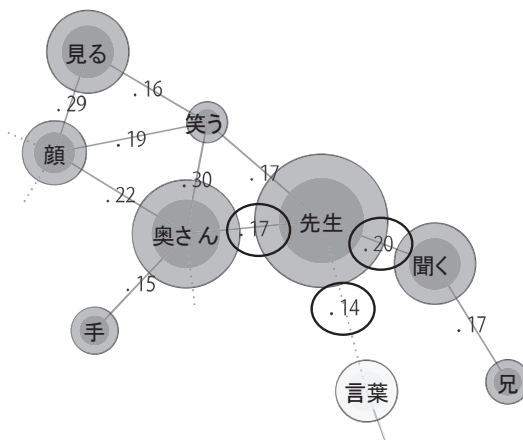 見る
.16
.29
笑う
.19
顔
.17
.22
.30
先生
奥さん
.17
.20
聞く
.15
.14
.17
手
兄
言葉